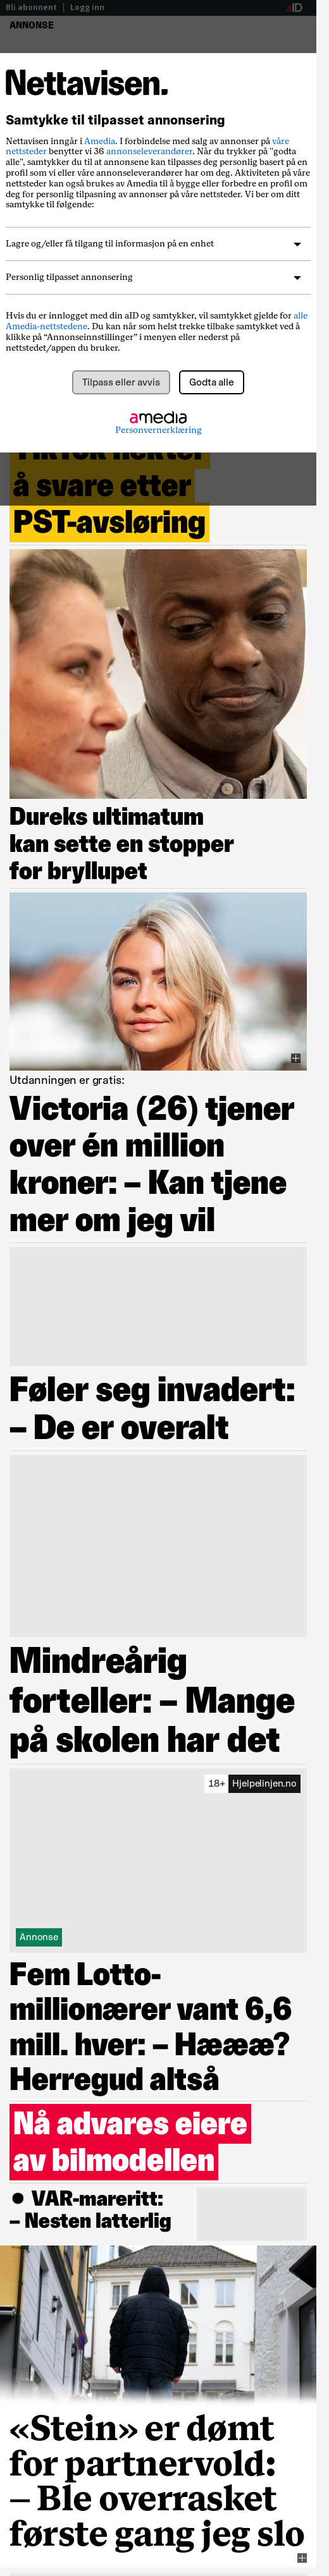 Bli abonnent | Logg inn
aID
ANNONSE
Nettavisen.
Samtykke til tilpasset annonsering
Nettavisen inngår i Amedia. I forbindelse med salg av annonser på våre
nettsteder benytter vi 36 annonseleverandører. Når du trykker på "godta
alle", samtykker du til at annonsene kan tilpasses deg personlig basert på en
profil som vi eller våre annonseleverandører har om deg. Aktiviteten på våre
nettsteder kan også brukes av Amedia til å bygge eller forbedre en profil om
deg for personlig tilpasning av annonser på våre nettsteder. Vi ber om ditt
samtykke til følgende:
Lagre og/eller få tilgang til informasjon på en enhet
Personlig tilpasset annonsering
Hvis du er innlogget med din aID og samtykker, vil samtykket gjelde for alle
Amedia-nettstedene. Du kan når som helst trekke tilbake samtykket ved å
klikke på “Annonseinnstillinger” i menyen eller nederst på
nettstedet/appen du bruker.
Tilpass eller avvis
Godta alle
amedia
Personvernerklæring
TikTok nekter
å svare etter
PST-avsløring
Dureks ultimatum
kan sette en stopper
for bryllupet
Utdanningen er gratis:
Victoria (26) tjener
over én million
kroner: – Kan tjene
mer om jeg vil
Føler seg invadert:
– De er overalt
Mindreårig
forteller: – Mange
på skolen har det
18+ Hjelpelinjen.no
Annonse
Fem Lotto-
millionærer vant 6,6
mill. hver: – Hæææ?
Herregud altså
Nå advares eiere
av bilmodellen
VAR-mareritt:
– Nesten latterlig
«Stein» er dømt
for partnervold:
– Ble overrasket
første gang jeg slo